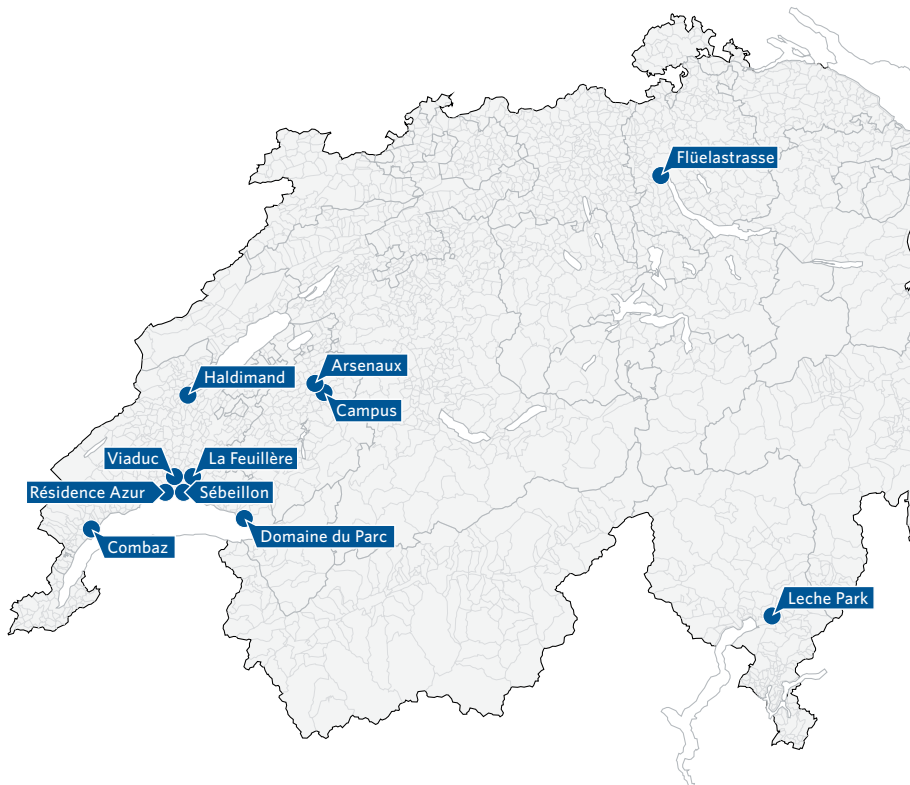 Flüelastrasse
Arsenaux
Haldimand
Campus
Viaduc
La Feuillère
Résidence Azur
Sébeillon
Domaine du Parc
Combaz
Leche Park